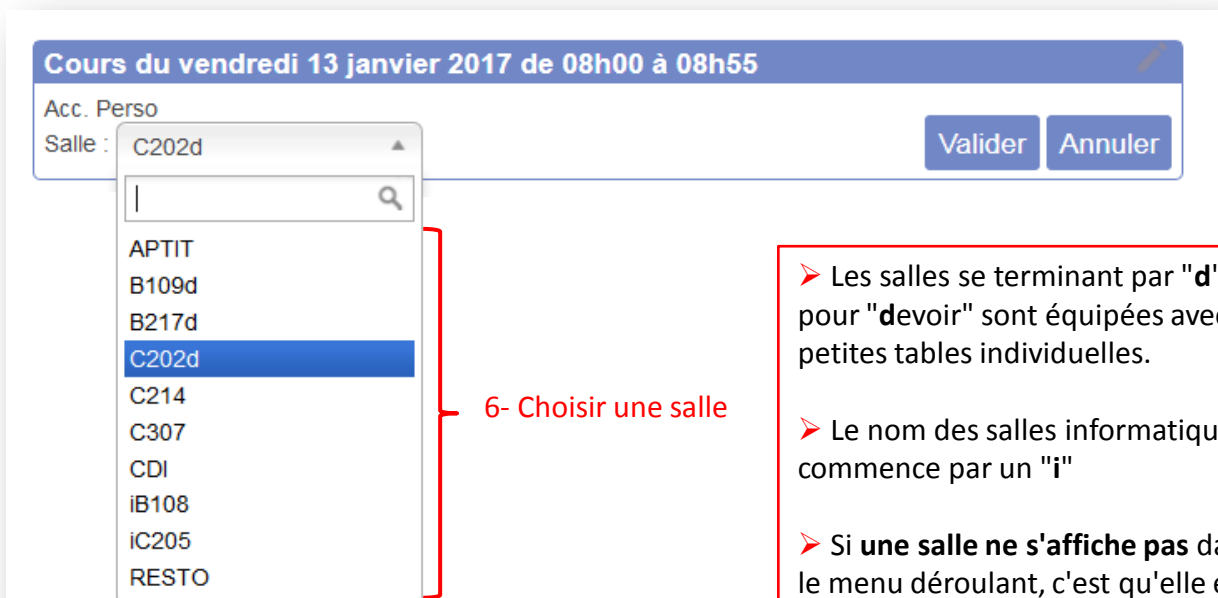 Cours du vendredi 13 janvier 2017 de 08h00 à 08h55
Acc. Perso
Salle : C202d
Valider Annuler
APTIT
B109d
B217d
C202d
C214
C307
CDI
iB108
iC205
RESTO
6- Choisir une salle
➢ Les salles se terminant par "d"
pour "devoir" sont équipées avec
petites tables individuelles.
➢ Le nom des salles informatiqu
commence par un "i"
➢ Si une salle ne s'affiche pas da
le menu déroulant, c'est qu'elle e